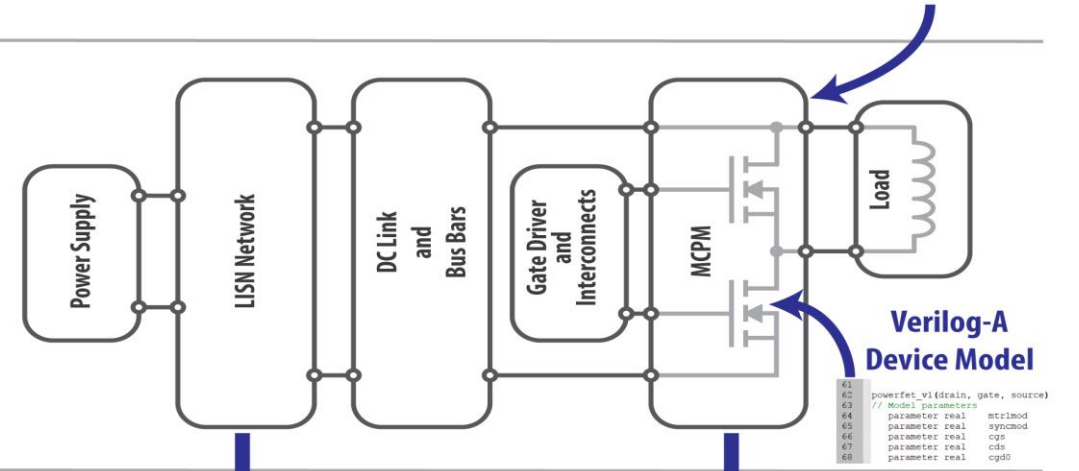 Power Supply
LISN Network
DC Link
and
Bus Bars
Gate Driver
and
Interconnects
MCPM
Load
Verilog-A
Device Model
61
62 powerfet_v1(drain, gate, source)
63 // Model parameters
64 parameter real mtrlmod
65 parameter real syncmod
66 parameter real cgs
67 parameter real cds
68 parameter real cgd0